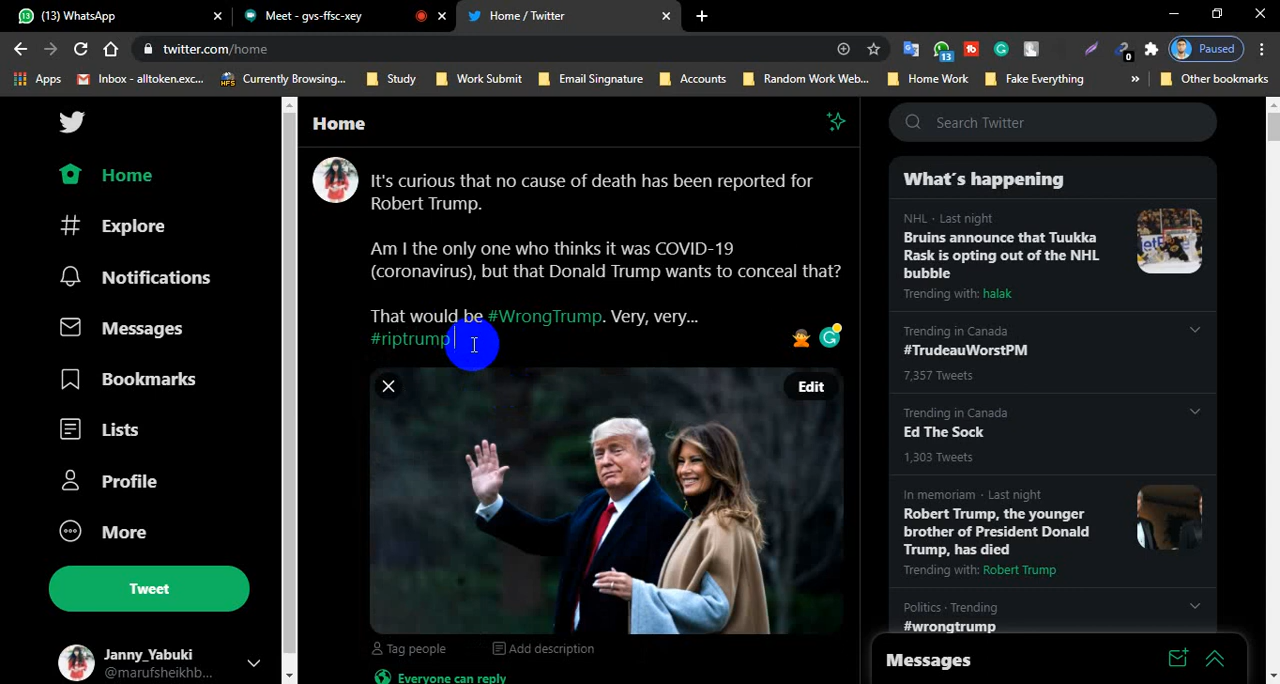 (13) WhatsApp
Meet - gvs-ffsc-xey
Home / Twitter
twitter.com/home
13
0
Paused
Apps
Inbox - alltoken.exc...
HFS
Currently Browsing...
Study
Work Submit
Email Singnature
Accounts
Random Work Web...
Home Work
Fake Everything
»
Other bookmarks
Home
Explore
Notifications
Messages
Bookmarks
Lists
Profile
More
Tweet
Janny_Yabuki
@marufsheikhb...
Home
It's curious that no cause of death has been reported for
Robert Trump.
Am I the only one who thinks it was COVID-19
(coronavirus), but that Donald Trump wants to conceal that?
That would be #WrongTrump. Very, very...
#riptrump
Edit
Tag people
Add description
Everyone can reply
Search Twitter
What's happening
NHL · Last night
Bruins announce that Tuukka
Rask is opting out of the NHL
bubble
Trending with: halak
Trending in Canada
#TrudeauWorstPM
7,357 Tweets
Trending in Canada
Ed The Sock
1,303 Tweets
In memoriam · Last night
Robert Trump, the younger
brother of President Donald
Trump, has died
Trending with: Robert Trump
Politics · Trending
#wrongtrump
Messages